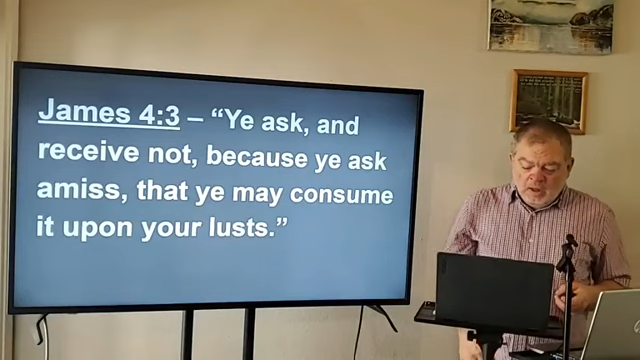 James 4:3 – “Ye ask, and
receive not, because ye ask
amiss, that ye may consume
it upon your lusts.”